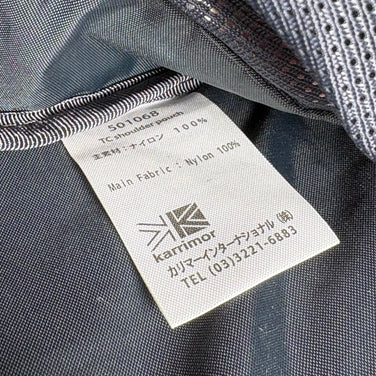 501068
TC shoulder pouch
主素材：ナイロン 100%
Main Fabric : Nylon 100%
karrimor
カリマーインターナショナル（株）
TEL (03)3221-6883